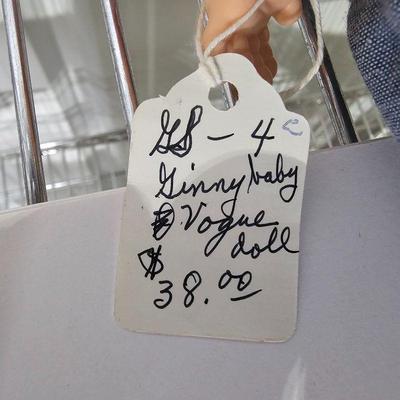 GS - 4 c
Ginny baby
Vogue
doll
$
38.00